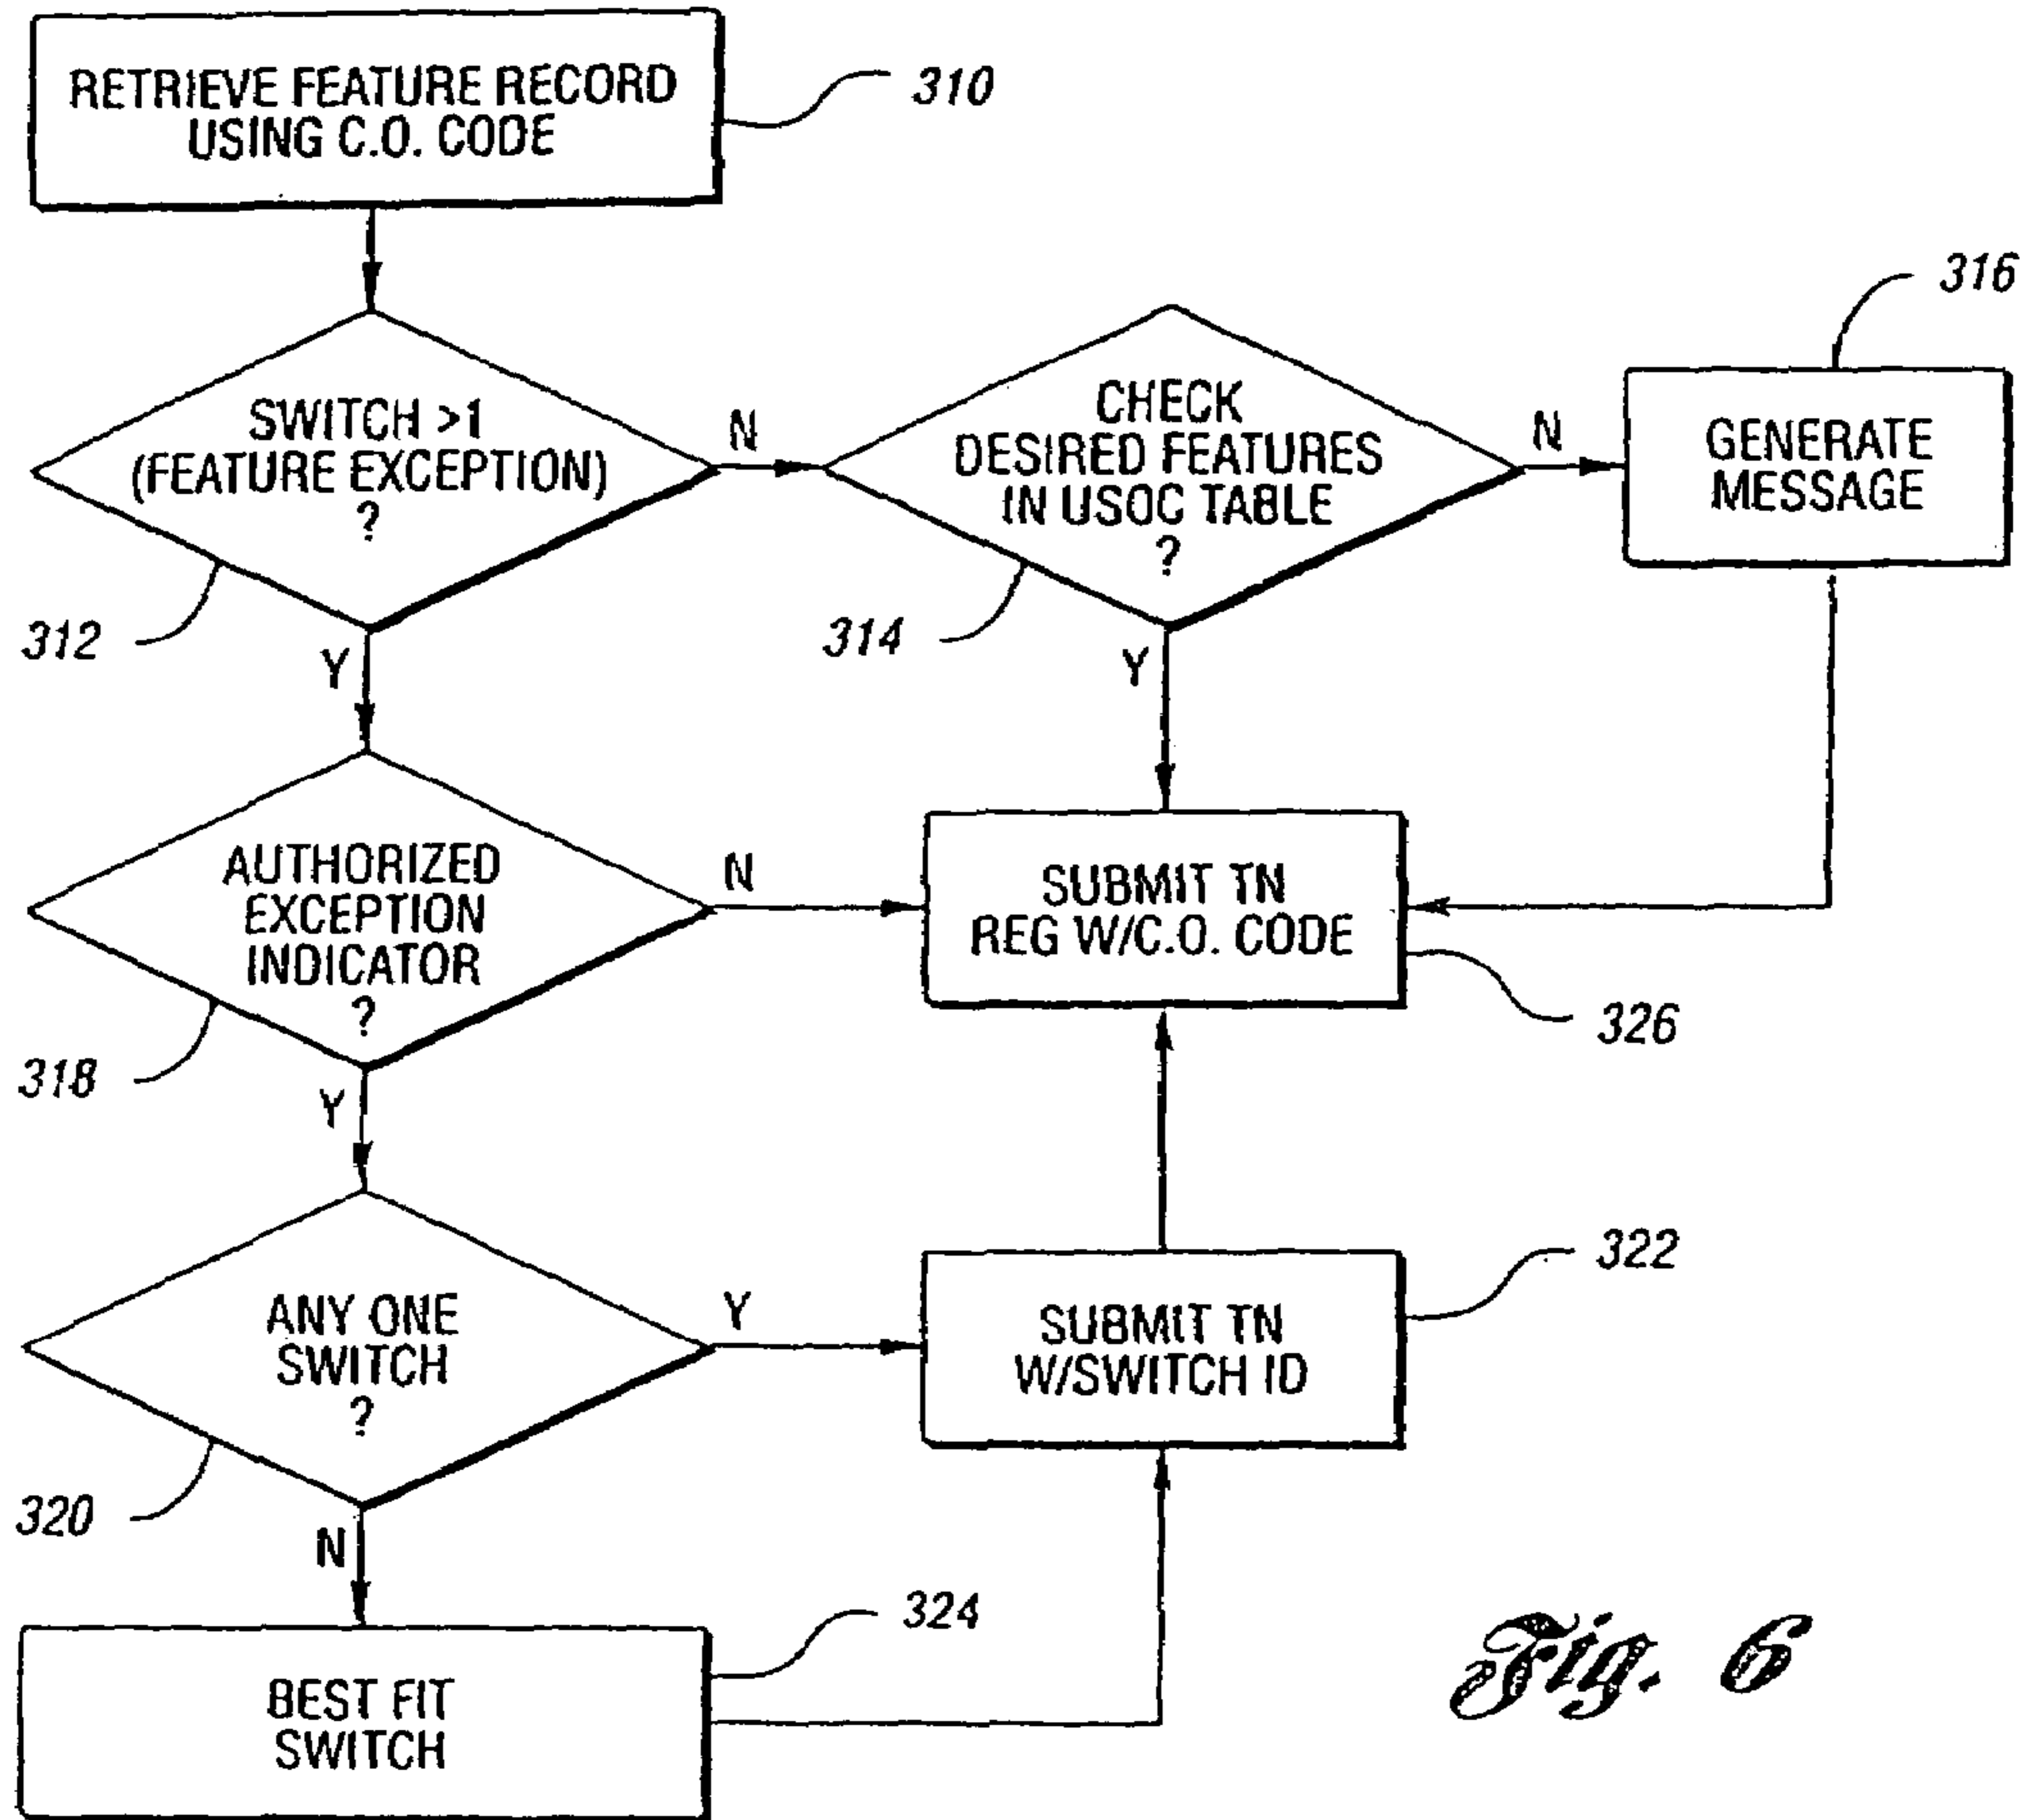 RETRIEVE FEATURE RECORD
USING C.O. CODE
310
SWITCH >1
(FEATURE EXCEPTION)
?
312
N
Y
CHECK
DESIRED FEATURES
IN USOC TABLE
?
314
N
Y
GENERATE
MESSAGE
316
AUTHORIZED
EXCEPTION
INDICATOR
?
318
N
Y
SUBMIT TN
REG W/C.O. CODE
326
ANY ONE
SWITCH
?
320
Y
N
SUBMIT TN
W/SWITCH ID
322
BEST FIT
SWITCH
324
Fig. 6